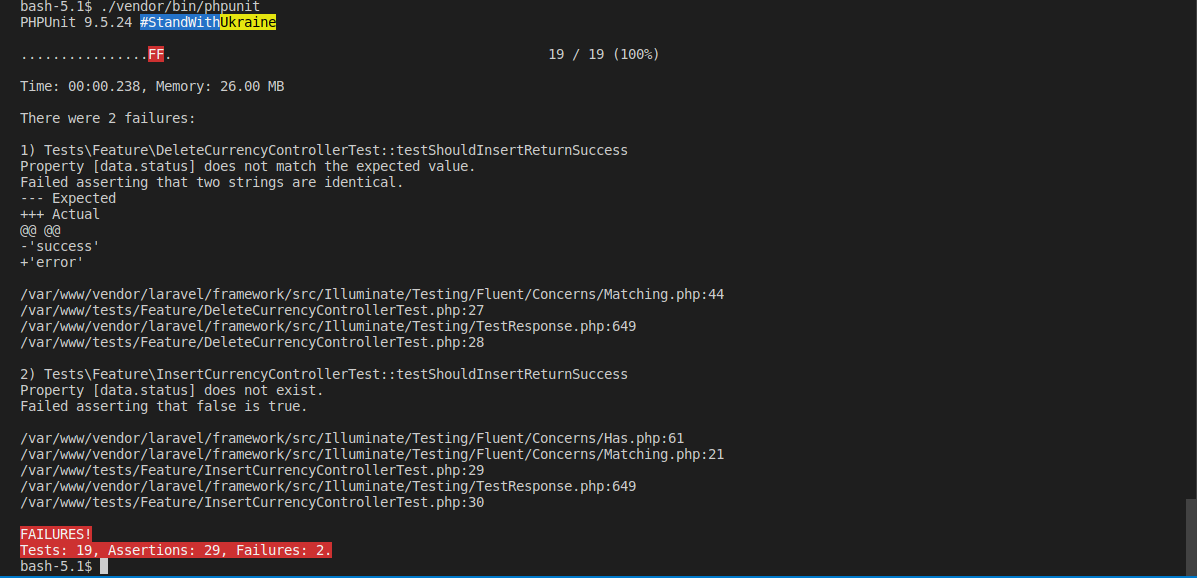 bash-5.1$ ./vendor/bin/phpunit
PHPUnit 9.5.24 #StandWithUkraine
................FF. 19 / 19 (100%)
Time: 00:00.238, Memory: 26.00 MB
There were 2 failures:
1) Tests\Feature\DeleteCurrencyControllerTest::testShouldInsertReturnSuccess
Property [data.status] does not match the expected value.
Failed asserting that two strings are identical.
--- Expected
+++ Actual
@@ @@
-'success'
+'error'
/var/www/vendor/laravel/framework/src/Illuminate/Testing/Fluent/Concerns/Matching.php:44
/var/www/tests/Feature/DeleteCurrencyControllerTest.php:27
/var/www/vendor/laravel/framework/src/Illuminate/Testing/TestResponse.php:649
/var/www/tests/Feature/DeleteCurrencyControllerTest.php:28
2) Tests\Feature\InsertCurrencyControllerTest::testShouldInsertReturnSuccess
Property [data.status] does not exist.
Failed asserting that false is true.
/var/www/vendor/laravel/framework/src/Illuminate/Testing/Fluent/Concerns/Has.php:61
/var/www/vendor/laravel/framework/src/Illuminate/Testing/Fluent/Concerns/Matching.php:21
/var/www/tests/Feature/InsertCurrencyControllerTest.php:29
/var/www/vendor/laravel/framework/src/Illuminate/Testing/TestResponse.php:649
/var/www/tests/Feature/InsertCurrencyControllerTest.php:30
FAILURES!
Tests: 19, Assertions: 29, Failures: 2.
bash-5.1$